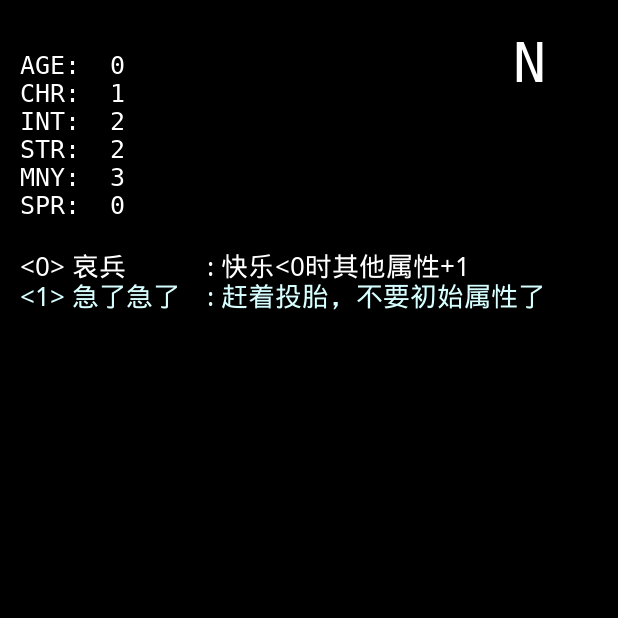 N
AGE: 0
CHR: 1
INT: 2
STR: 2
MNY: 3
SPR: 0
<0> 哀兵 : 快乐<0时其他属性+1
<1> 急了急了 : 赶着投胎，不要初始属性了